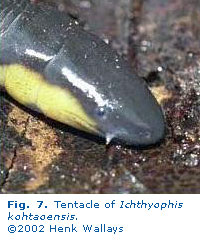 Fig. 7. Tentacle of Ichthyophis
kohtaoensis.
©2002 Henk Wallays